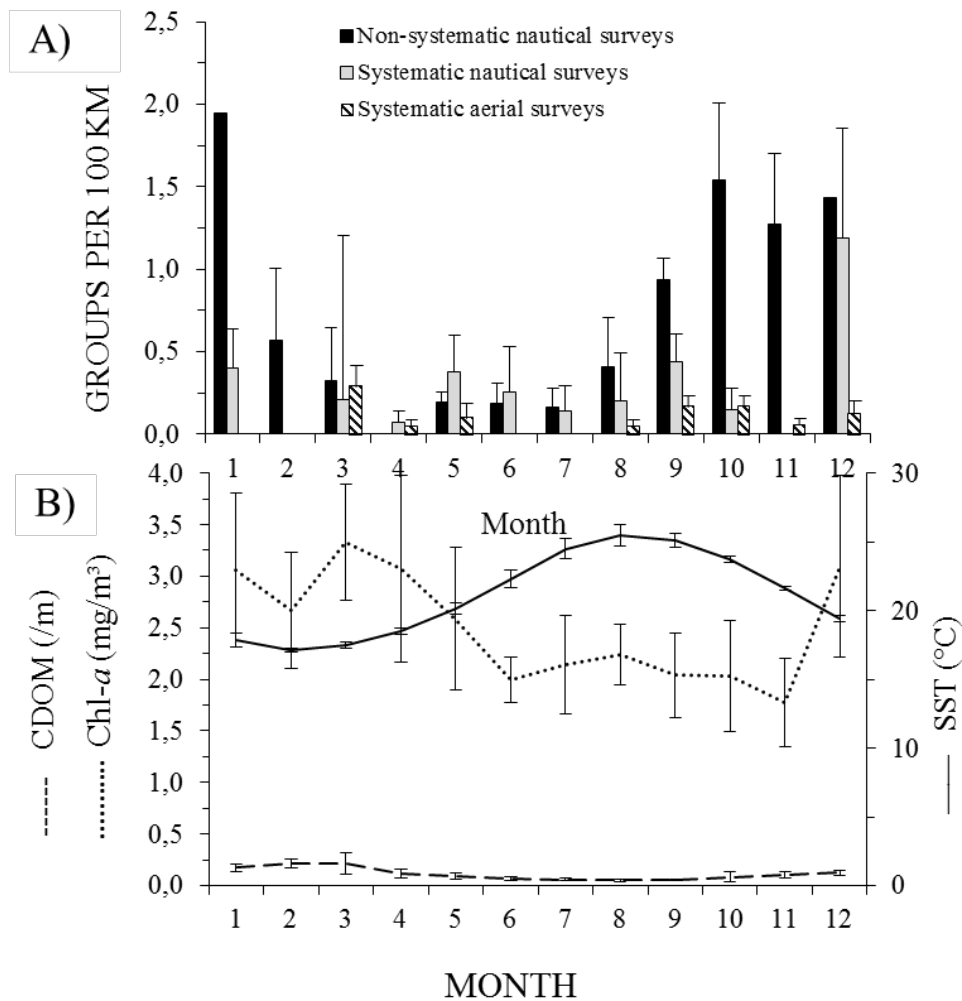 A)
Non-systematic nautical surveys
Systematic nautical surveys
Systematic aerial surveys
GROUPS PER 100 KM
2,5
2,0
1,5
1,0
0,5
0,0
1 2 3 4 5 6 7 8 9 10 11 12
Month
B)
CDOM (/m)
Chl-a (mg/m³)
4,0
3,5
3,0
2,5
2,0
1,5
1,0
0,5
0,0
30
20
10
0
SST (°C)
1 2 3 4 5 6 7 8 9 10 11 12
MONTH